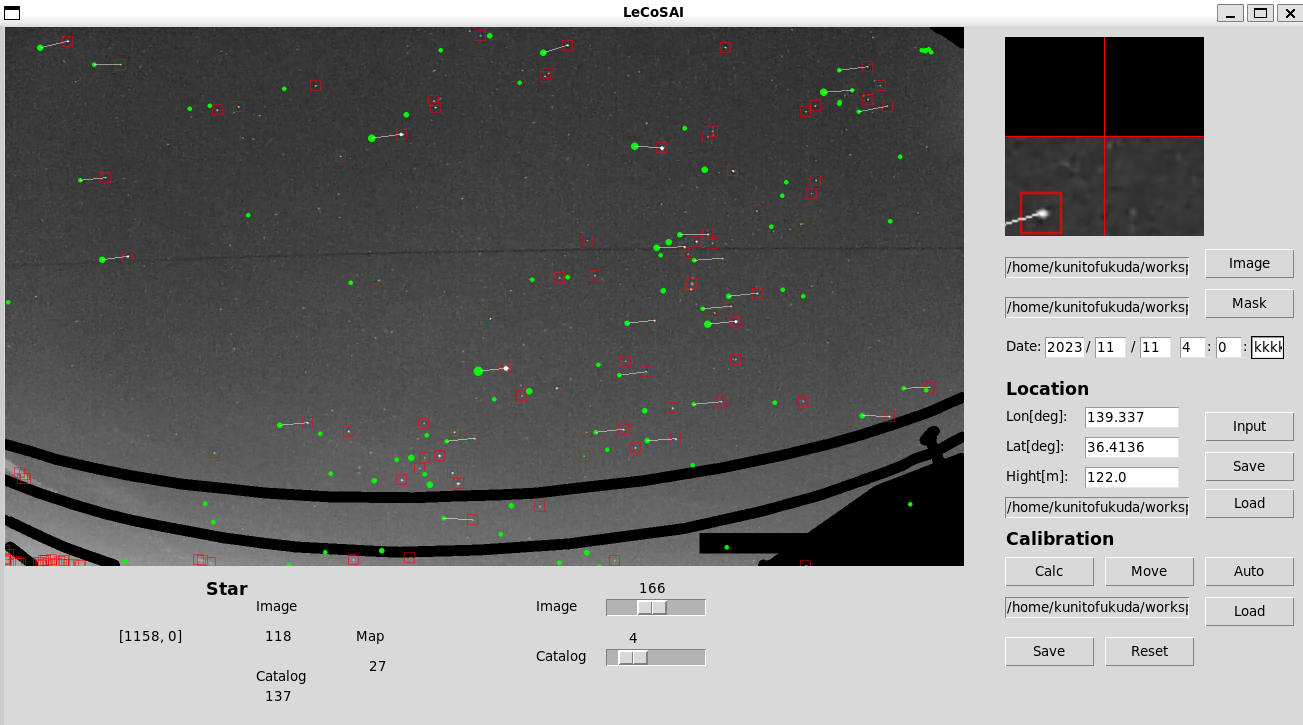 LeCoSAI
/home/kunitofukuda/worksp Image
/home/kunitofukuda/worksp Mask
Date: 2023 / 11 / 11 4 : 0 : kkkk
Location
Lon[deg]: 139.337 Input
Lat[deg]: 36.4136 Save
Hight[m]: 122.0
/home/kunitofukuda/worksp Load
Calibration
Calc Move Auto
/home/kunitofukuda/worksp Load
Save Reset
Star
Image
[1158, 0] 118 Map
27
Catalog
137
166
Image
4
Catalog